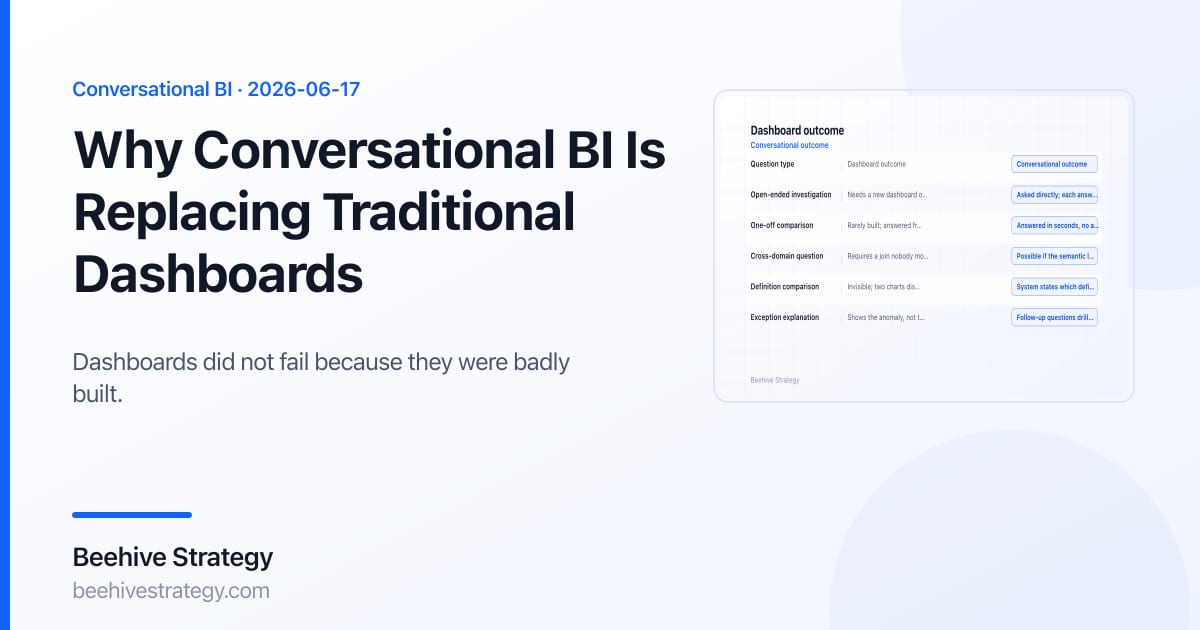 Conversational BI · 2026-06-17
Why Conversational BI Is
Replacing Traditional
Dashboards
Dashboards did not fail because they were badly
built.
Beehive Strategy
beehivestrategy.com
Dashboard outcome
Conversational outcome
Question type Dashboard outcome Conversational outcome
Open-ended investigation Needs a new dashboard o... Asked directly; each answ...
One-off comparison Rarely built; answered fr... Answered in seconds, no a...
Cross-domain question Requires a join nobody mo... Possible if the semantic l...
Definition comparison Invisible; two charts dis... System states which defi...
Exception explanation Shows the anomaly, not t... Follow-up questions drill...
Beehive Strategy